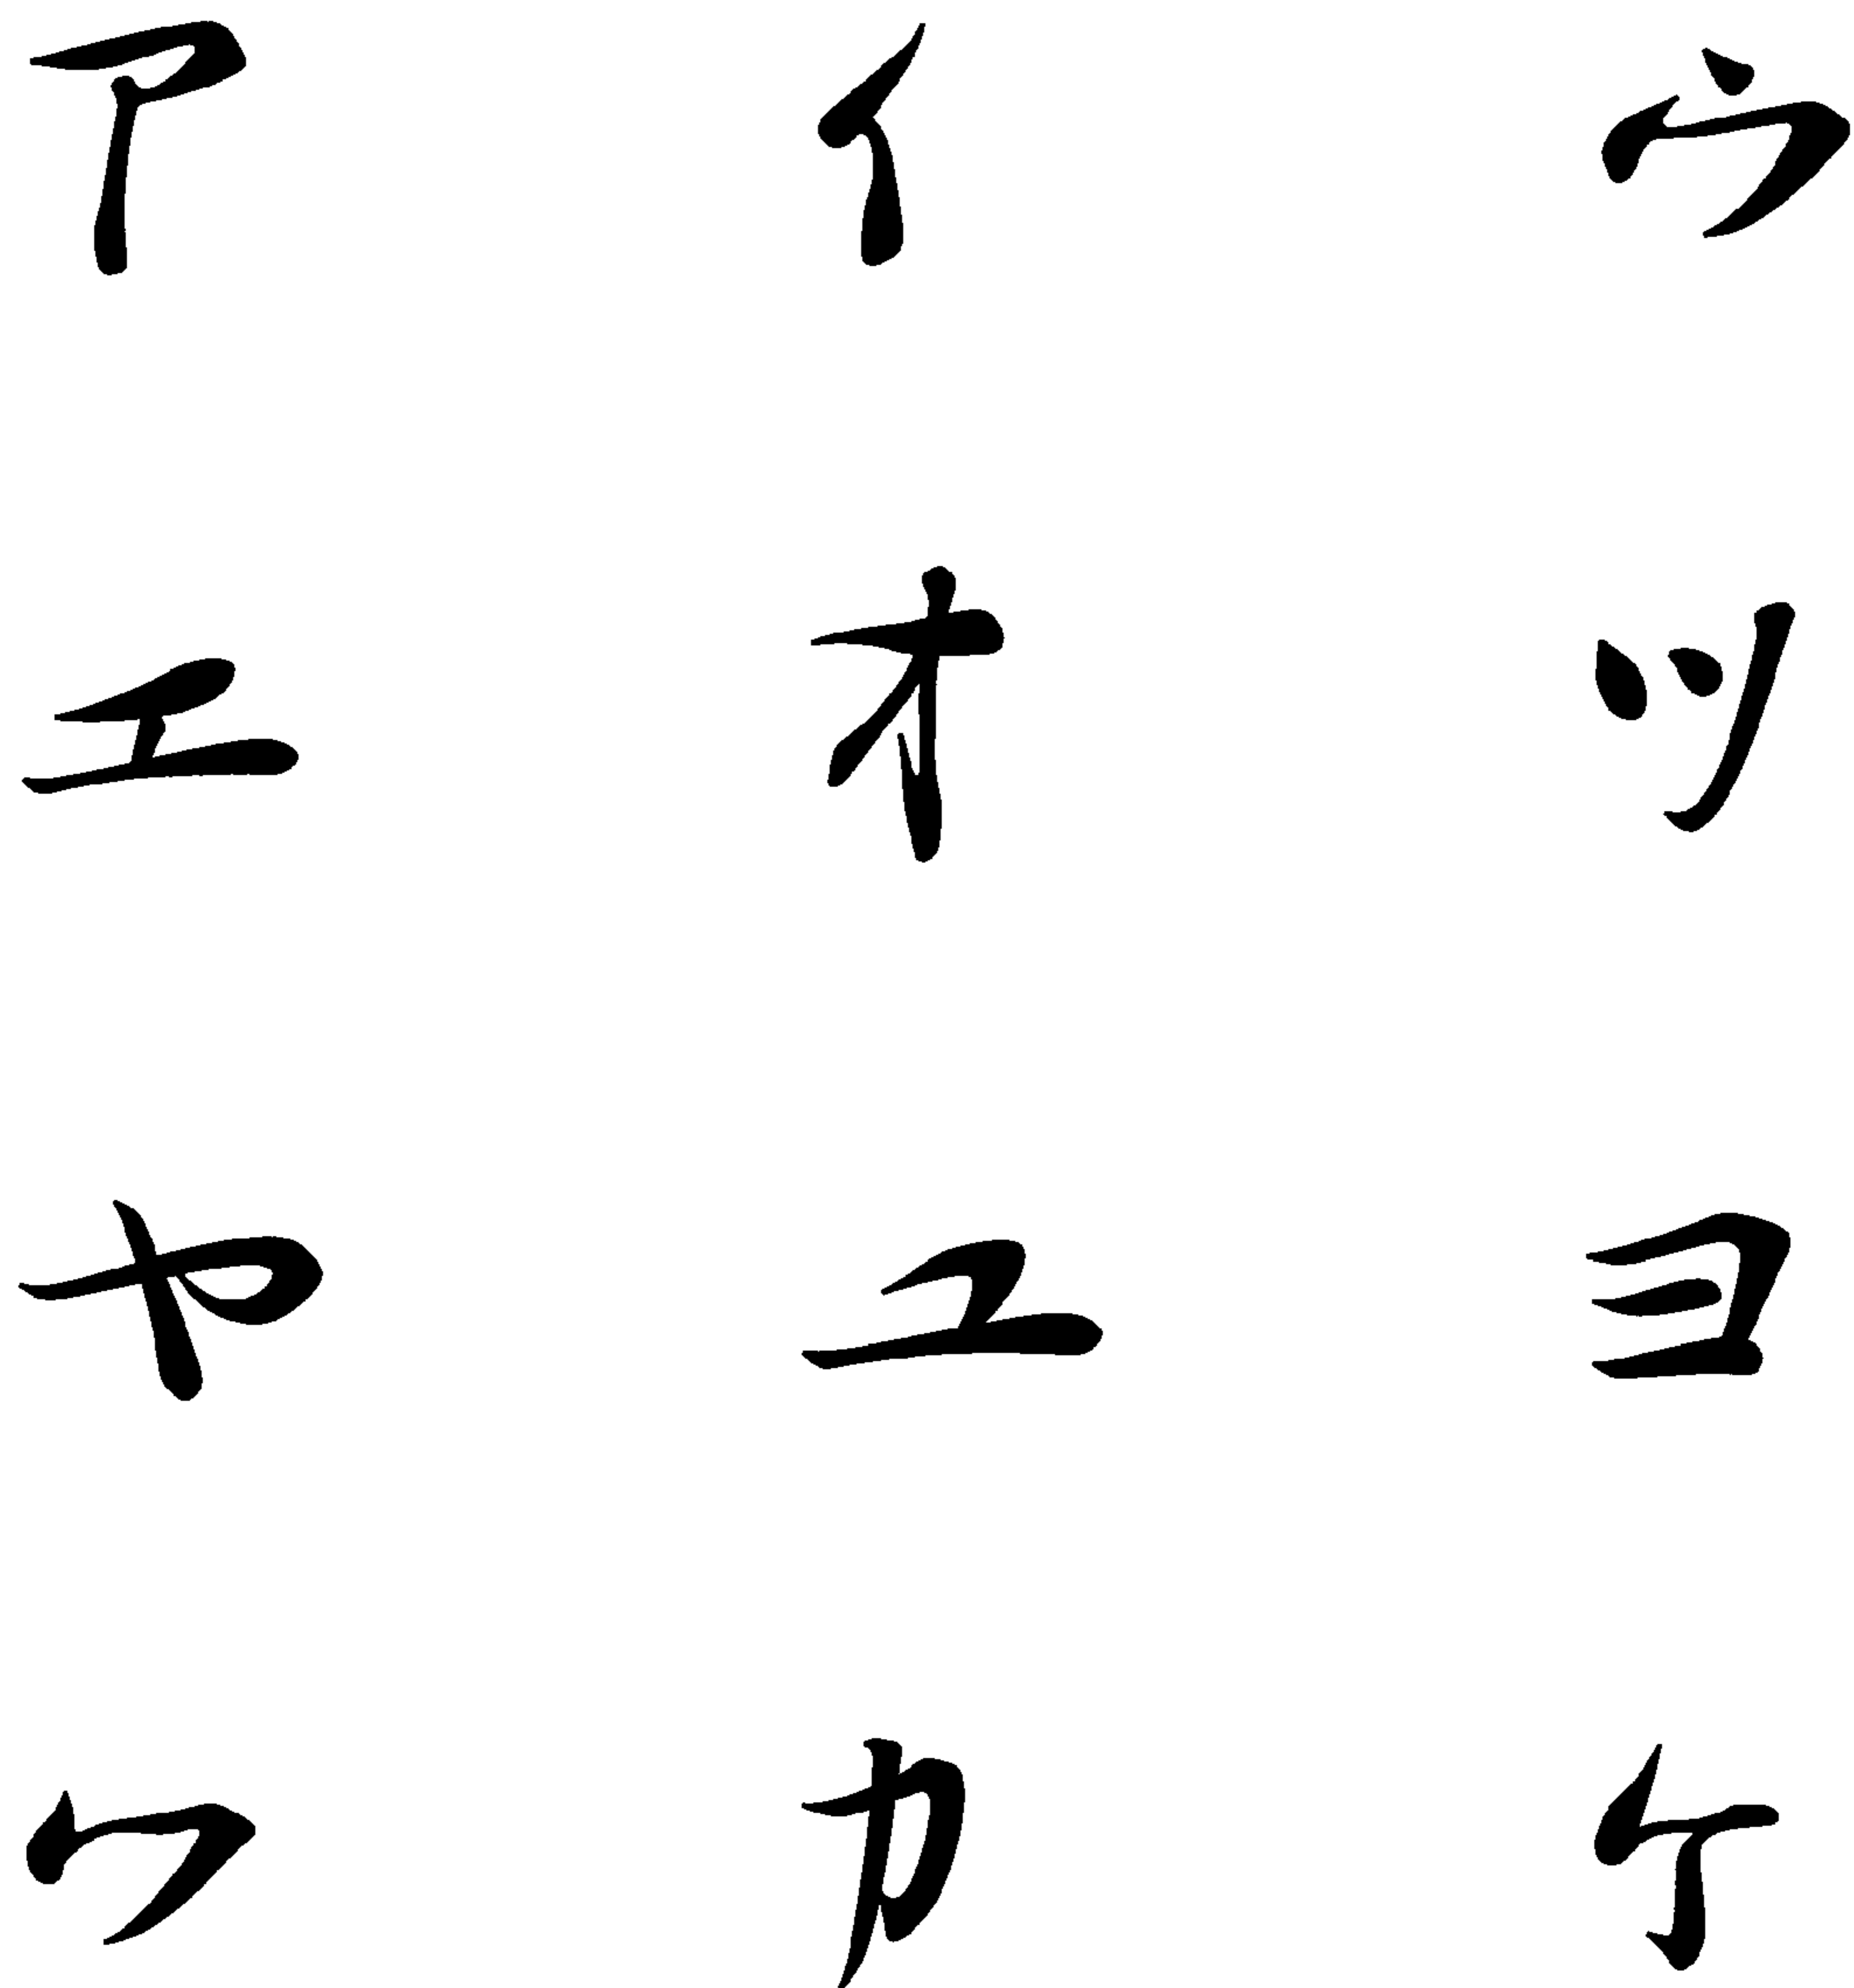 ア イ ウ
エ オ ツ
ヤ ユ ヨ
ワ カ ケ